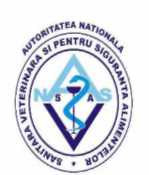 AUTORITATEA NATIONALA
SANITARA VETERINARA SI PENTRU SIGURANTA ALIMENTELOR
N S A S